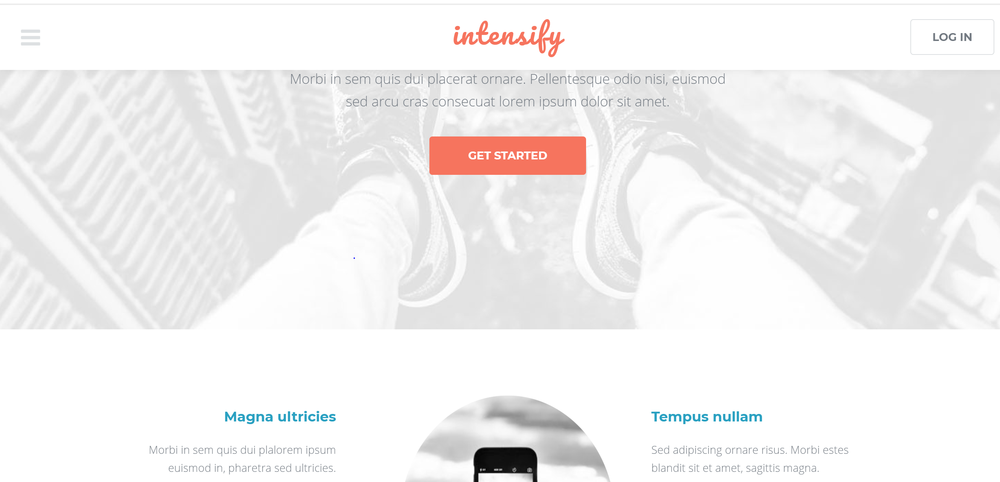 intensify
LOG IN
Morbi in sem quis dui placerat ornare. Pellentesque odio nisi, euismod
sed arcu cras consecuat lorem ipsum dolor sit amet.
GET STARTED
Magna ultricies
Morbi in sem quis dui plalorem ipsum
euismod in, pharetra sed ultricies.
Tempus nullam
Sed adipiscing ornare risus. Morbi estes
blandit sit et amet, sagittis magna.